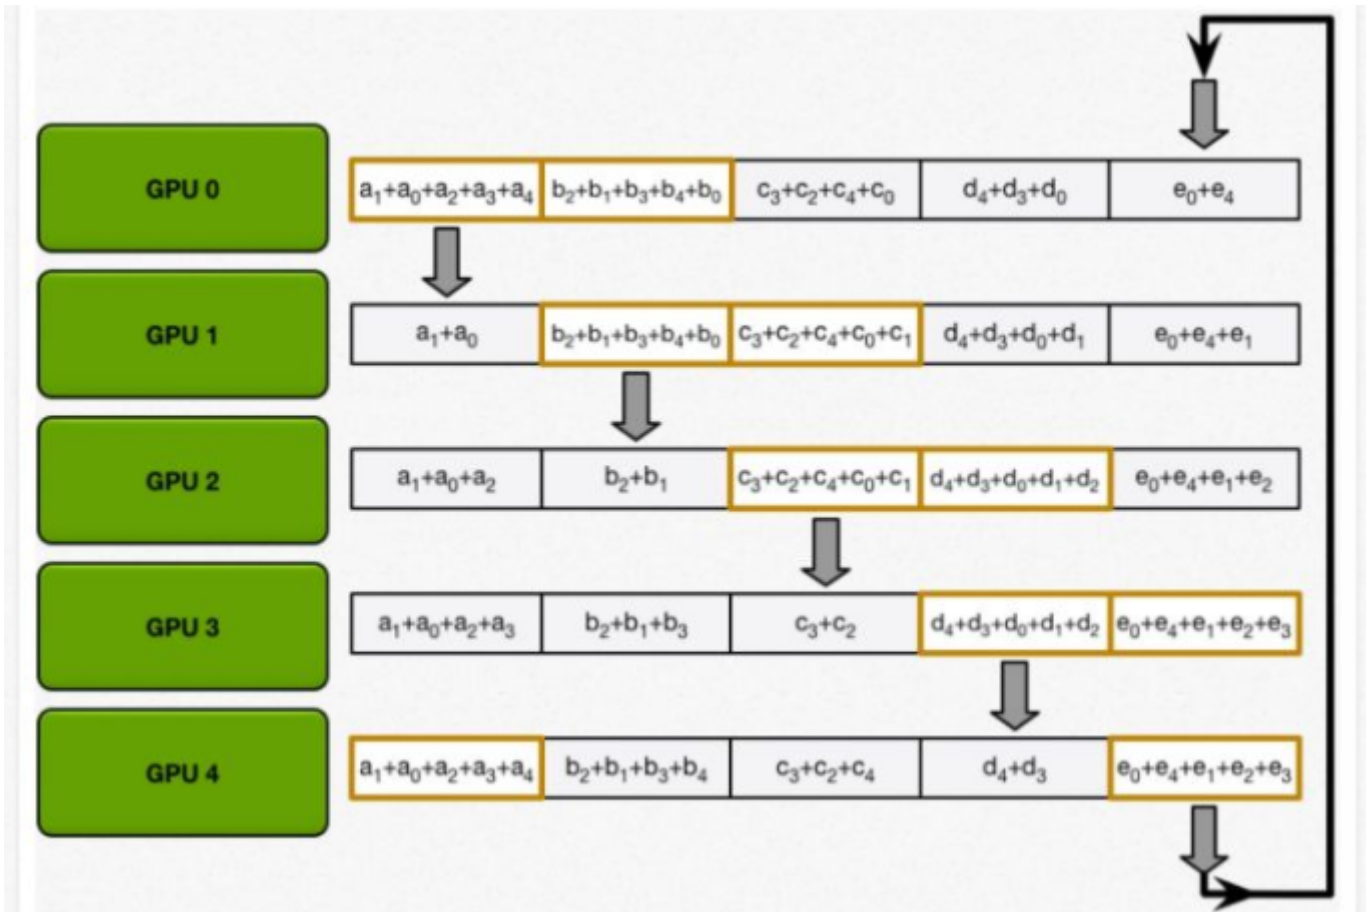 GPU 0 a₁+a₀+a₂+a₃+a₄ b₂+b₁+b₃+b₄+b₀ c₃+c₂+c₄+c₀ d₄+d₃+d₀ e₀+e₄
GPU 1 a₁+a₀ b₂+b₁+b₃+b₄+b₀ c₃+c₂+c₄+c₀+c₁ d₄+d₃+d₀+d₁ e₀+e₄+e₁
GPU 2 a₁+a₀+a₂ b₂+b₁ c₃+c₂+c₄+c₀+c₁ d₄+d₃+d₀+d₁+d₂ e₀+e₄+e₁+e₂
GPU 3 a₁+a₀+a₂+a₃ b₂+b₁+b₃ c₃+c₂ d₄+d₃+d₀+d₁+d₂ e₀+e₄+e₁+e₂+e₃
GPU 4 a₁+a₀+a₂+a₃+a₄ b₂+b₁+b₃+b₄ c₃+c₂+c₄ d₄+d₃ e₀+e₄+e₁+e₂+e₃